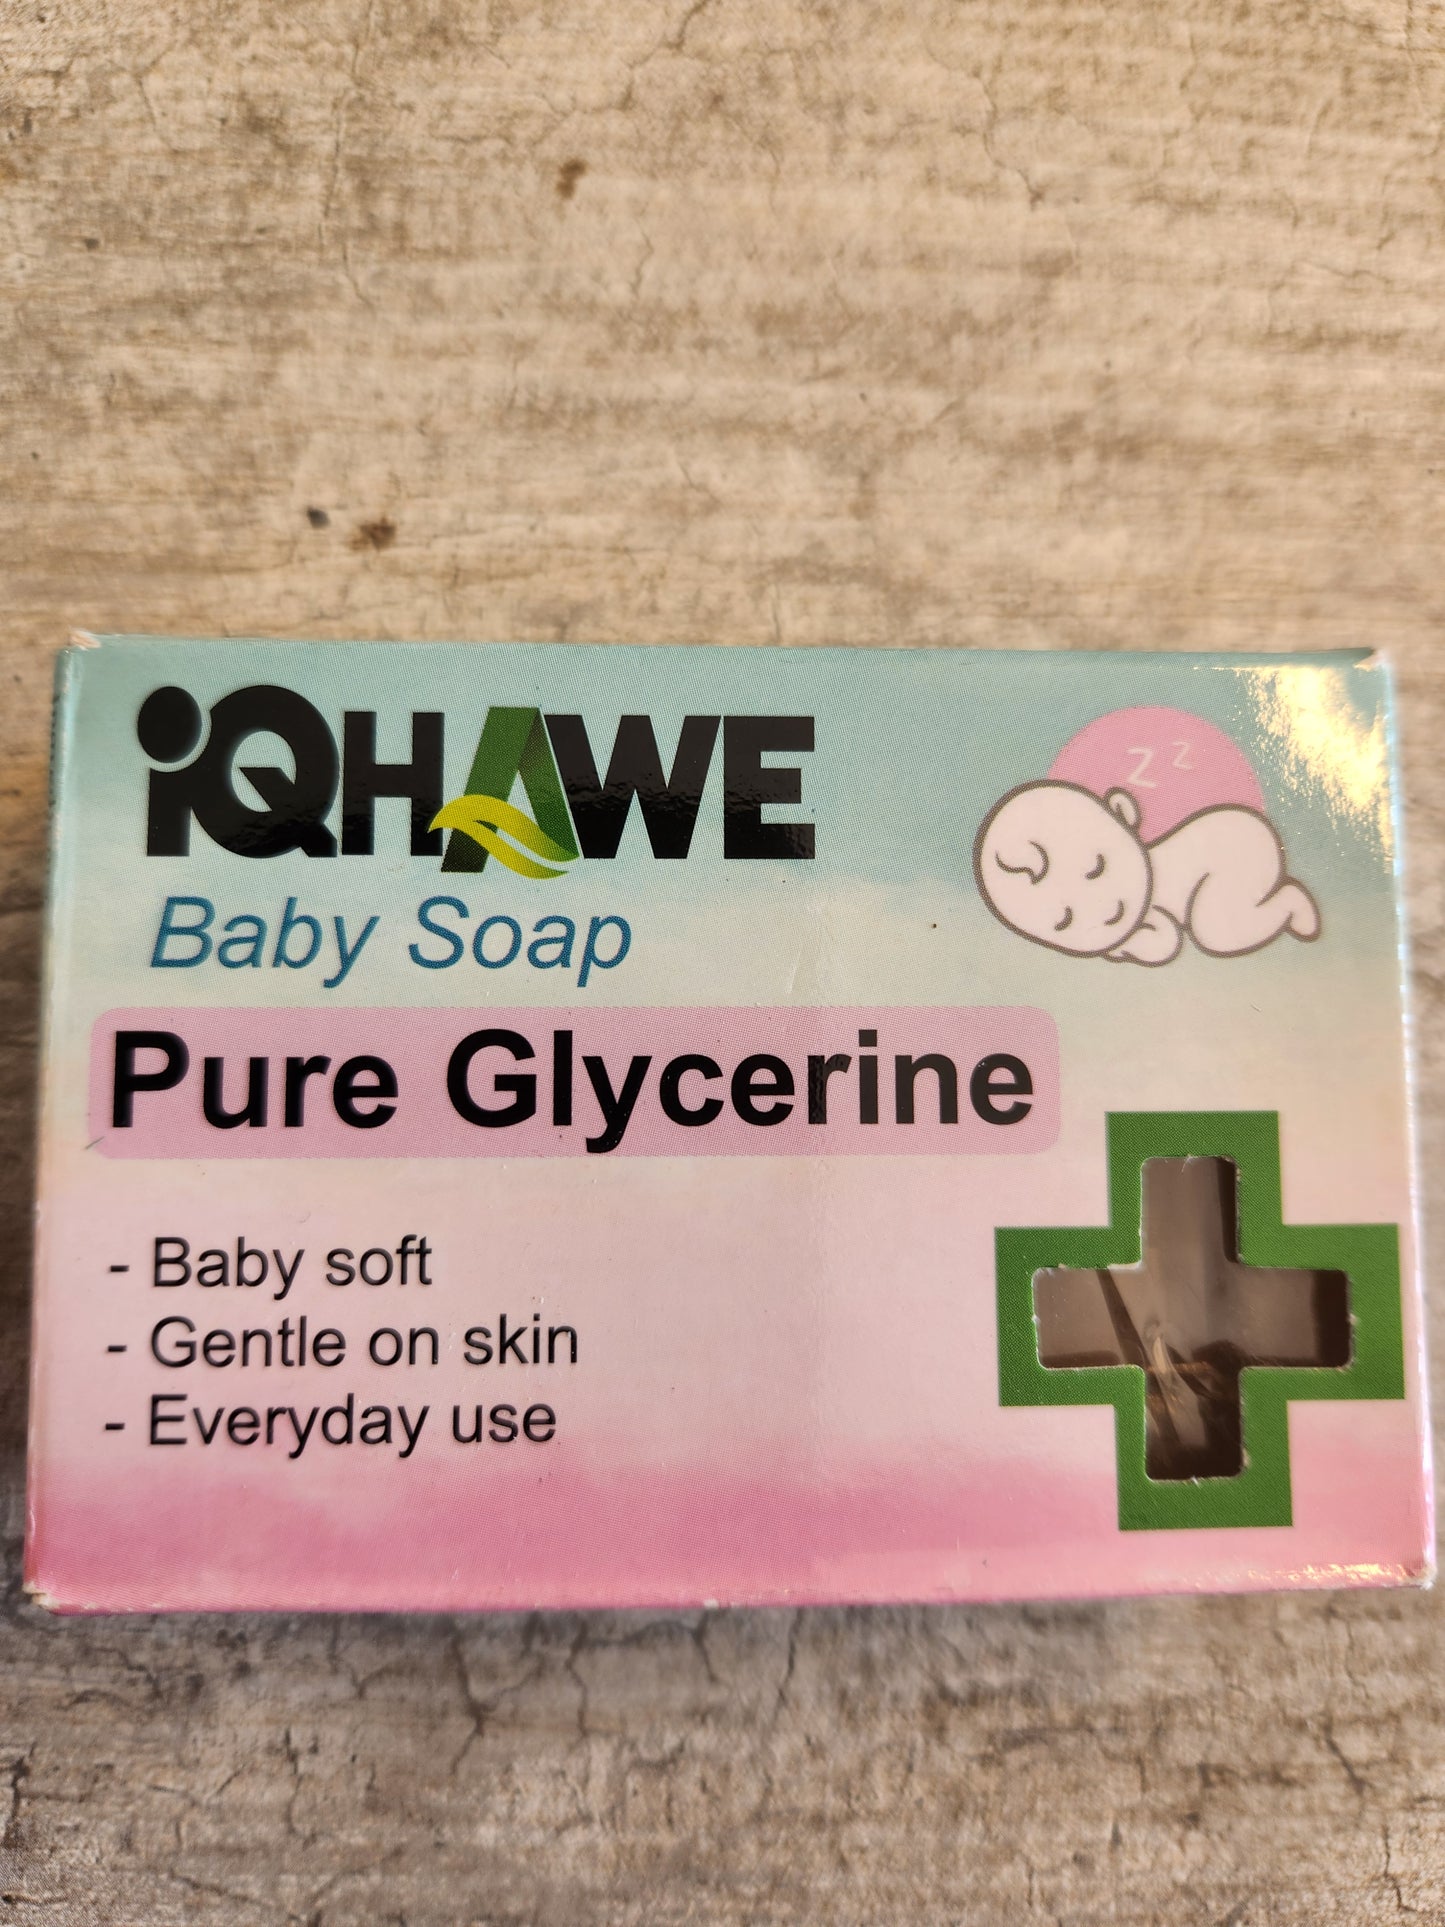 iQHAWE
Baby Soap
Pure Glycerine
- Baby soft
- Gentle on skin
- Everyday use
z z